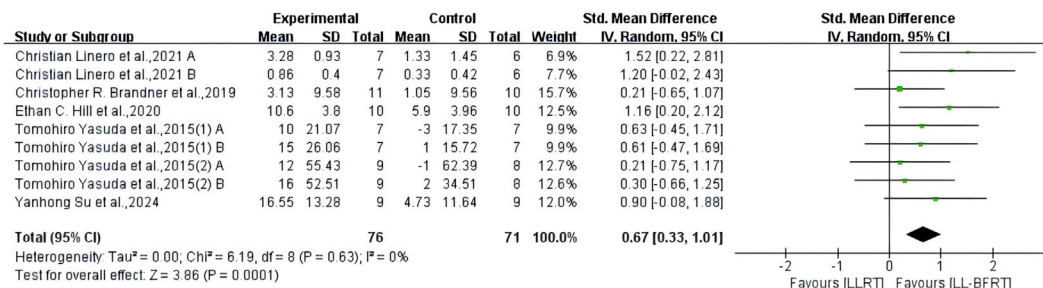 Experimental Control Std. Mean Difference Std. Mean Difference
Study or Subgroup Mean SD Total Mean SD Total Weight IV, Random, 95% CI IV, Random, 95% CI
Christian Linero et al.,2021 A 3.28 0.93 7 1.33 1.45 6 6.9% 1.52 [0.22, 2.81]
Christian Linero et al.,2021 B 0.86 0.4 7 0.33 0.42 6 7.7% 1.20 [-0.02, 2.43]
Christopher R. Brandner et al.,2019 3.13 9.58 11 1.05 9.56 10 15.7% 0.21 [-0.65, 1.07]
Ethan C. Hill et al.,2020 10.6 3.8 10 5.9 3.96 10 12.5% 1.16 [0.20, 2.12]
Tomohiro Yasuda et al.,2015(1) A 10 21.07 7 -3 17.35 7 9.9% 0.63 [-0.45, 1.71]
Tomohiro Yasuda et al.,2015(1) B 15 26.06 7 1 15.72 7 9.9% 0.61 [-0.47, 1.69]
Tomohiro Yasuda et al.,2015(2) A 12 55.43 9 -1 62.39 8 12.7% 0.21 [-0.75, 1.17]
Tomohiro Yasuda et al.,2015(2) B 16 52.51 9 2 34.51 8 12.6% 0.30 [-0.66, 1.25]
Yanhong Su et al.,2024 16.55 13.28 9 4.73 11.64 9 12.0% 0.90 [-0.08, 1.88]
Total (95% CI) 76 71 100.0% 0.67 [0.33, 1.01]
Heterogeneity: Tau² = 0.00; Chi² = 6.19, df = 8 (P = 0.63); I² = 0%
Test for overall effect: Z = 3.86 (P = 0.0001)
-2 -1 0 1 2
Favours [LLRT] Favours [LL-BFRT]